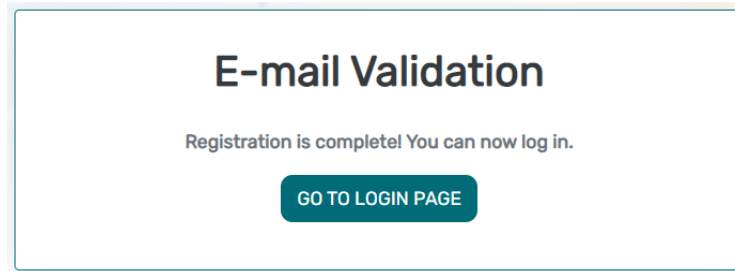 E-mail Validation
Registration is complete! You can now log in.
GO TO LOGIN PAGE